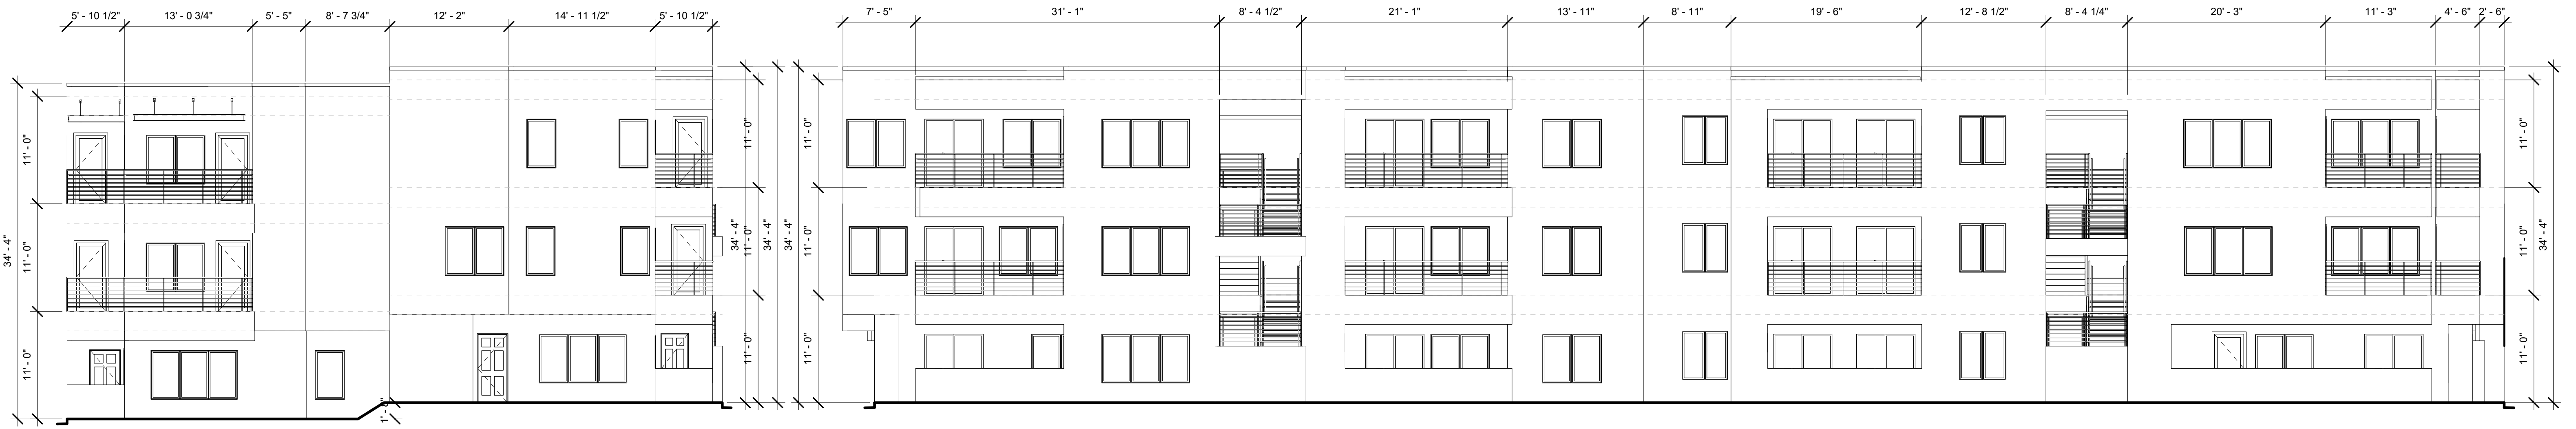 5' - 10 1/2"
13' - 0 3/4"
5' - 5"
8' - 7 3/4"
12' - 2"
14' - 11 1/2"
5' - 10 1/2"
7' - 5"
31' - 1"
8' - 4 1/2"
21' - 1"
13' - 11"
8' - 11"
19' - 6"
12' - 8 1/2"
8' - 4 1/4"
20' - 3"
11' - 3"
4' - 6"
2' - 6"
34' - 4"
11' - 0"
11' - 0"
11' - 0"
1' - 0"
34' - 4"
11' - 0"
11' - 0"
11' - 0"
34' - 4"
34' - 4"
11' - 0"
11' - 0"
11' - 0"
11' - 0"
11' - 0"
11' - 0"
34' - 4"